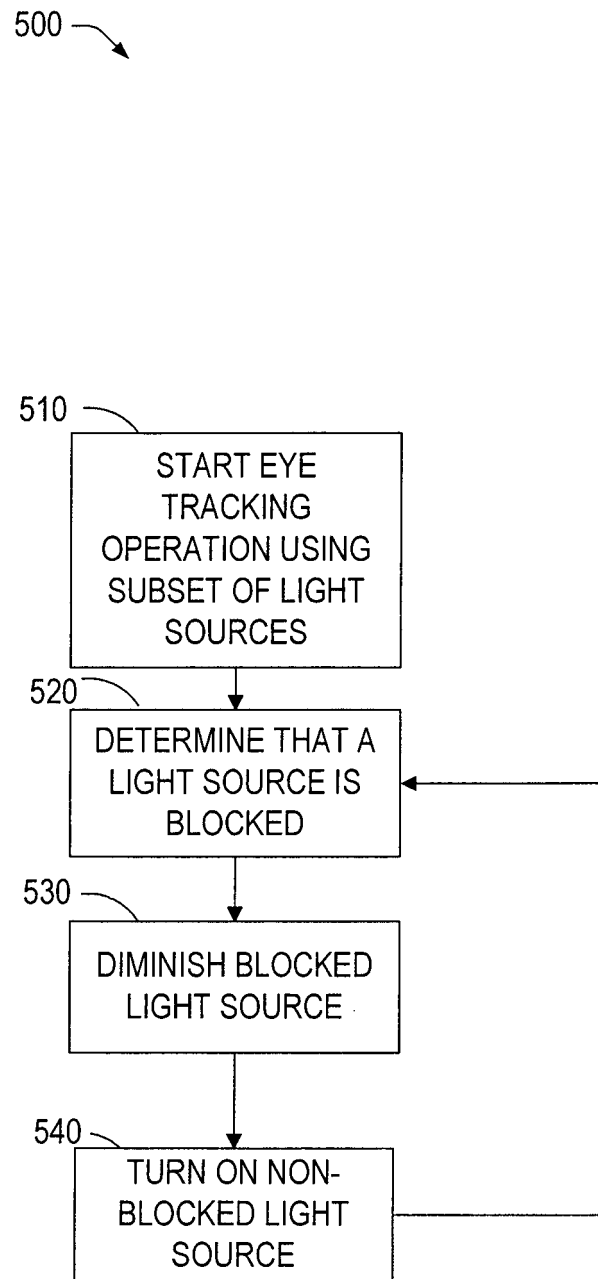 500
510
START EYE
TRACKING
OPERATION USING
SUBSET OF LIGHT
SOURCES
520
DETERMINE THAT A
LIGHT SOURCE IS
BLOCKED
530
DIMINISH BLOCKED
LIGHT SOURCE
540
TURN ON NON-
BLOCKED LIGHT
SOURCE